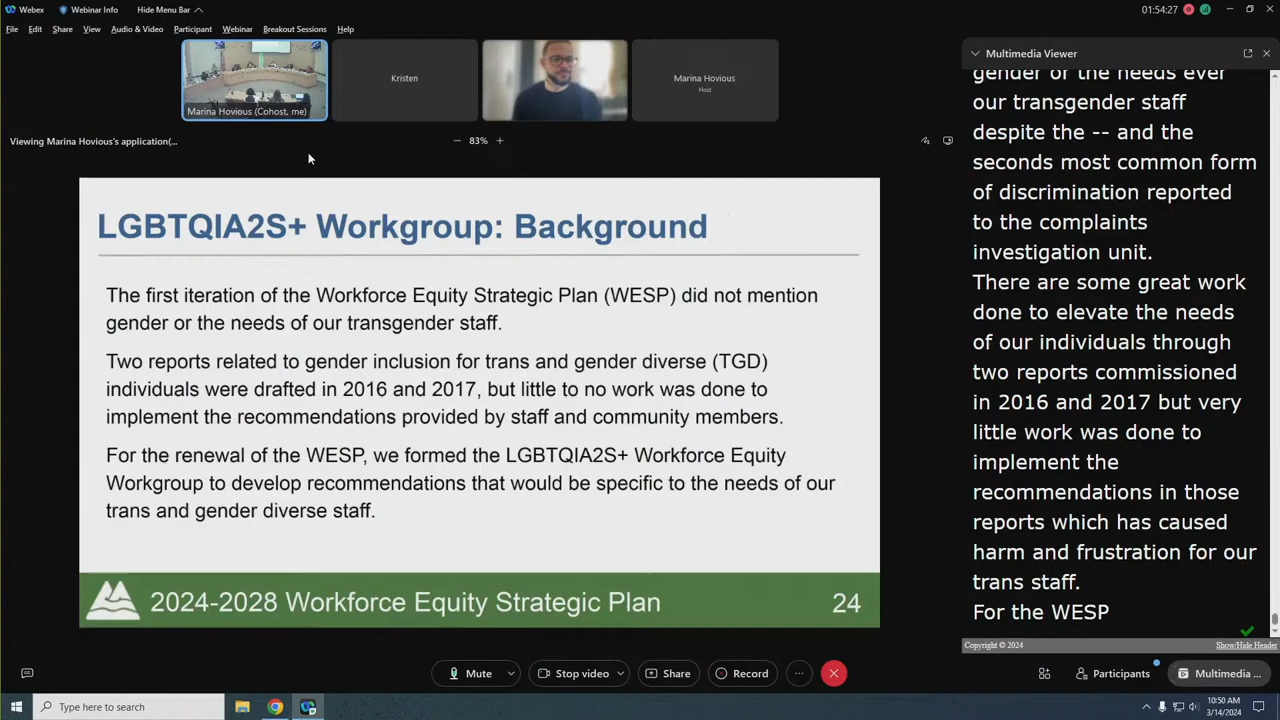 Webex
Webinar Info
Hide Menu Bar
01:54:27
File Edit Share View Audio & Video Participant Webinar Breakout Sessions Help
Marina Hovious (Cohost, me)
Kristen
Marina Hovious
Host
Viewing Marina Hovious's application(...
83%
LGBTQIA2S+ Workgroup: Background
The first iteration of the Workforce Equity Strategic Plan (WESP) did not mention
gender or the needs of our transgender staff.
Two reports related to gender inclusion for trans and gender diverse (TGD)
individuals were drafted in 2016 and 2017, but little to no work was done to
implement the recommendations provided by staff and community members.
For the renewal of the WESP, we formed the LGBTQIA2S+ Workforce Equity
Workgroup to develop recommendations that would be specific to the needs of our
trans and gender diverse staff.
2024-2028 Workforce Equity Strategic Plan
24
Multimedia Viewer
gender or the needs ever
our transgender staff
despite the -- and the
seconds most common form
of discrimination reported
to the complaints
investigation unit.
There are some great work
done to elevate the needs
of our individuals through
two reports commissioned
in 2016 and 2017 but very
little work was done to
implement the
recommendations in those
reports which has caused
harm and frustration for our
trans staff.
For the WESP
Copyright © 2024
Show/Hide Header
Mute
Stop video
Share
Record
Participants
Multimedia ...
Type here to search
10:50 AM
3/14/2024